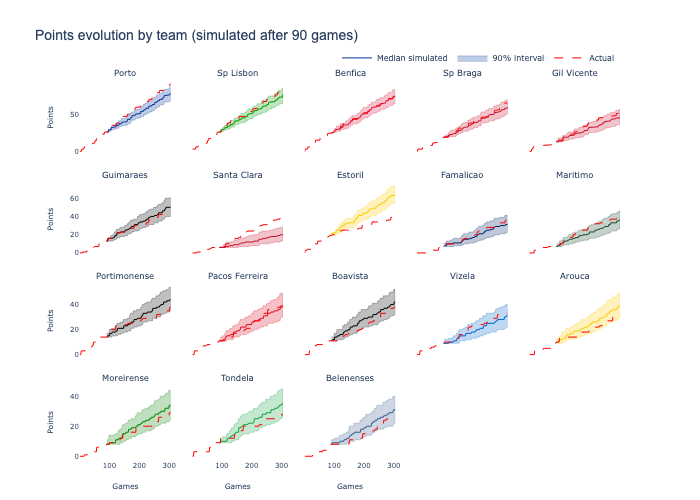 Points evolution by team (simulated after 90 games)
Median simulated 90% interval Actual
Porto Sp Lisbon Benfica Sp Braga Gil Vicente
50
Points
0
Guimaraes Santa Clara Estoril Famalicao Maritimo
60
40
Points
20
0
Portimonense Pacos Ferreira Boavista Vizela Arouca
40
Points
20
0
Moreirense Tondela Belenenses
40
Points
20
0
100 200 300 100 200 300 100 200 300
Games Games Games